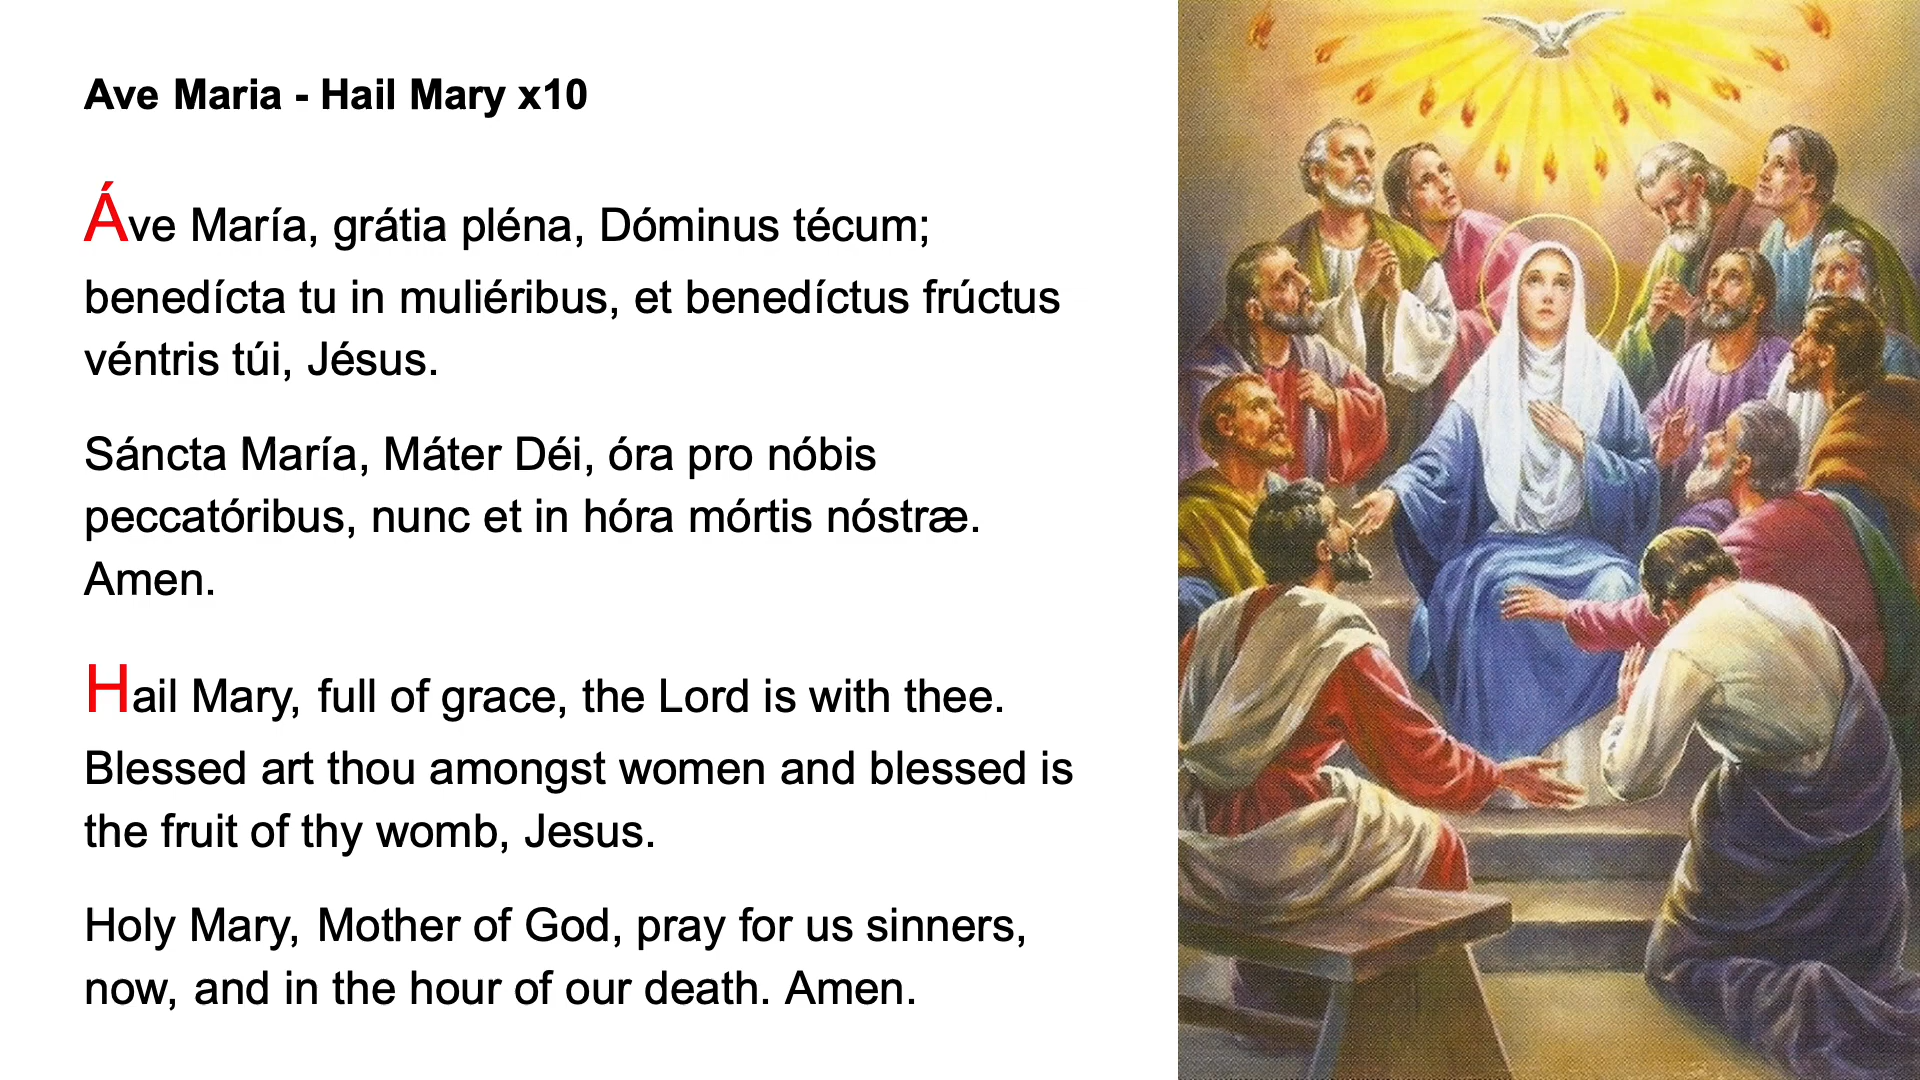 Ave Maria - Hail Mary x10
Áve María, grátia pléna, Dóminus técum;
benedícta tu in muliéribus, et benedíctus frúctus
véntris túi, Jésus.
Sáncta María, Máter Déi, óra pro nóbis
peccatóribus, nunc et in hóra mórtis nóstræ.
Amen.
Hail Mary, full of grace, the Lord is with thee.
Blessed art thou amongst women and blessed is
the fruit of thy womb, Jesus.
Holy Mary, Mother of God, pray for us sinners,
now, and in the hour of our death. Amen.